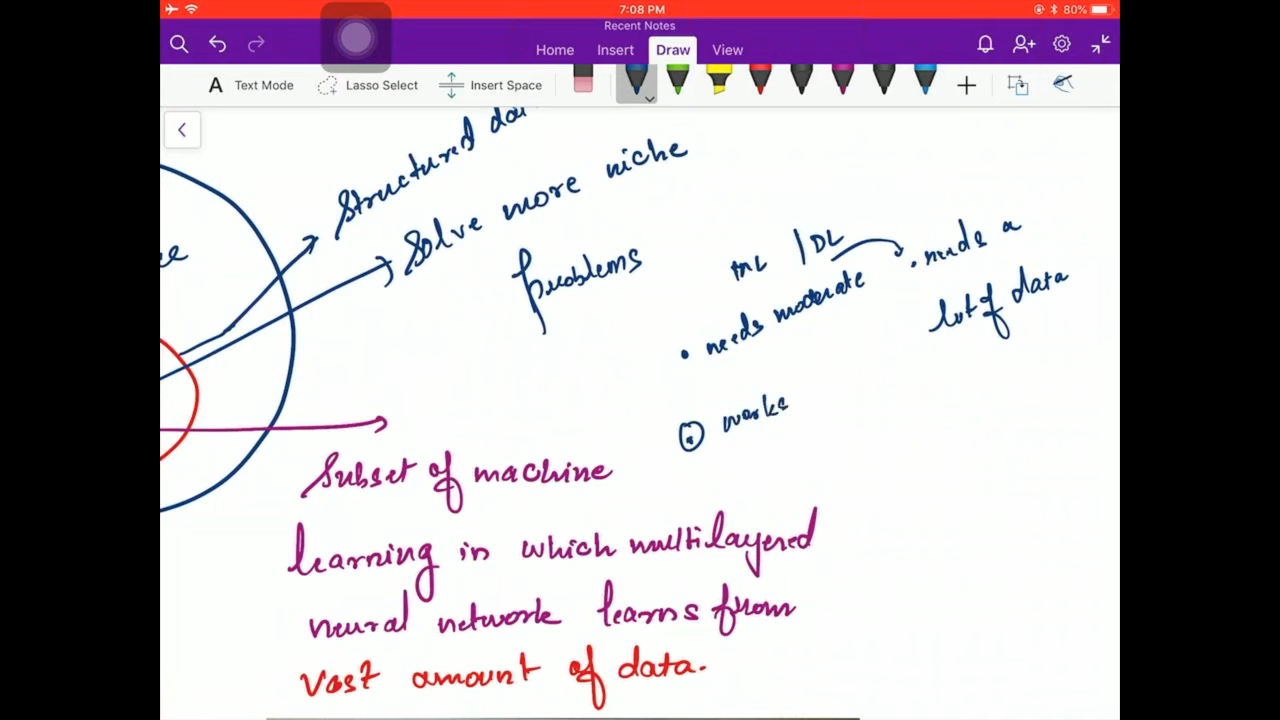 7:08 PM
80%
Recent Notes
Home Insert Draw View
A Text Mode Lasso Select Insert Space
Structured da
Solve more niche
problems
ML | DL
. needs a
lot of data
. needs moderate
. works
Subset of machine
learning in which multilayered
neural network learns from
Vast amount of data.